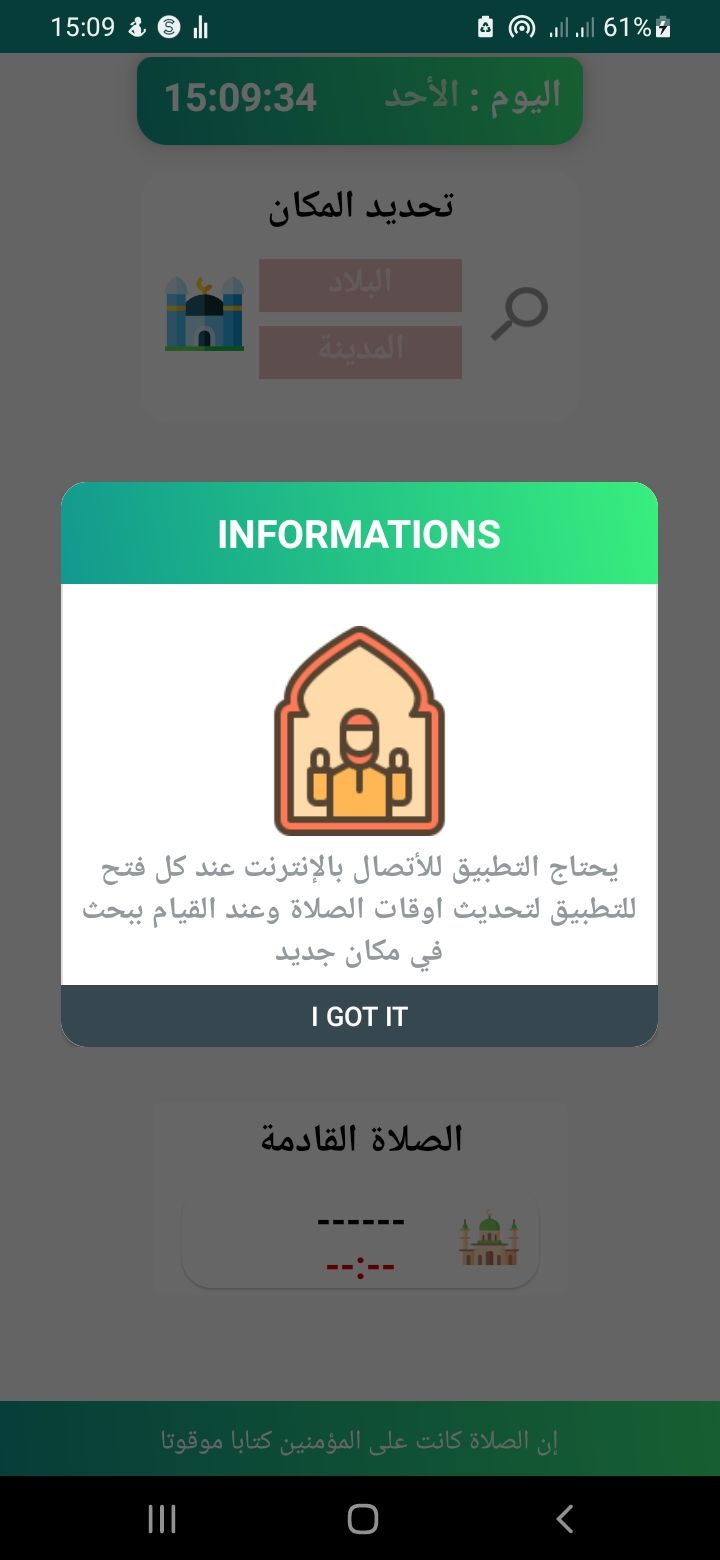 15:09
61%
اليوم : الأحد
15:09:34
تحديد المكان
البلاد
المدينة
INFORMATIONS
يحتاج التطبيق للأتصال بالإنترنت عند كل فتح
للتطبيق لتحديث اوقات الصلاة وعند القيام ببحث
في مكان جديد
I GOT IT
الصلاة القادمة
------
--:--
إن الصلاة كانت على المؤمنين كتابا موقوتا